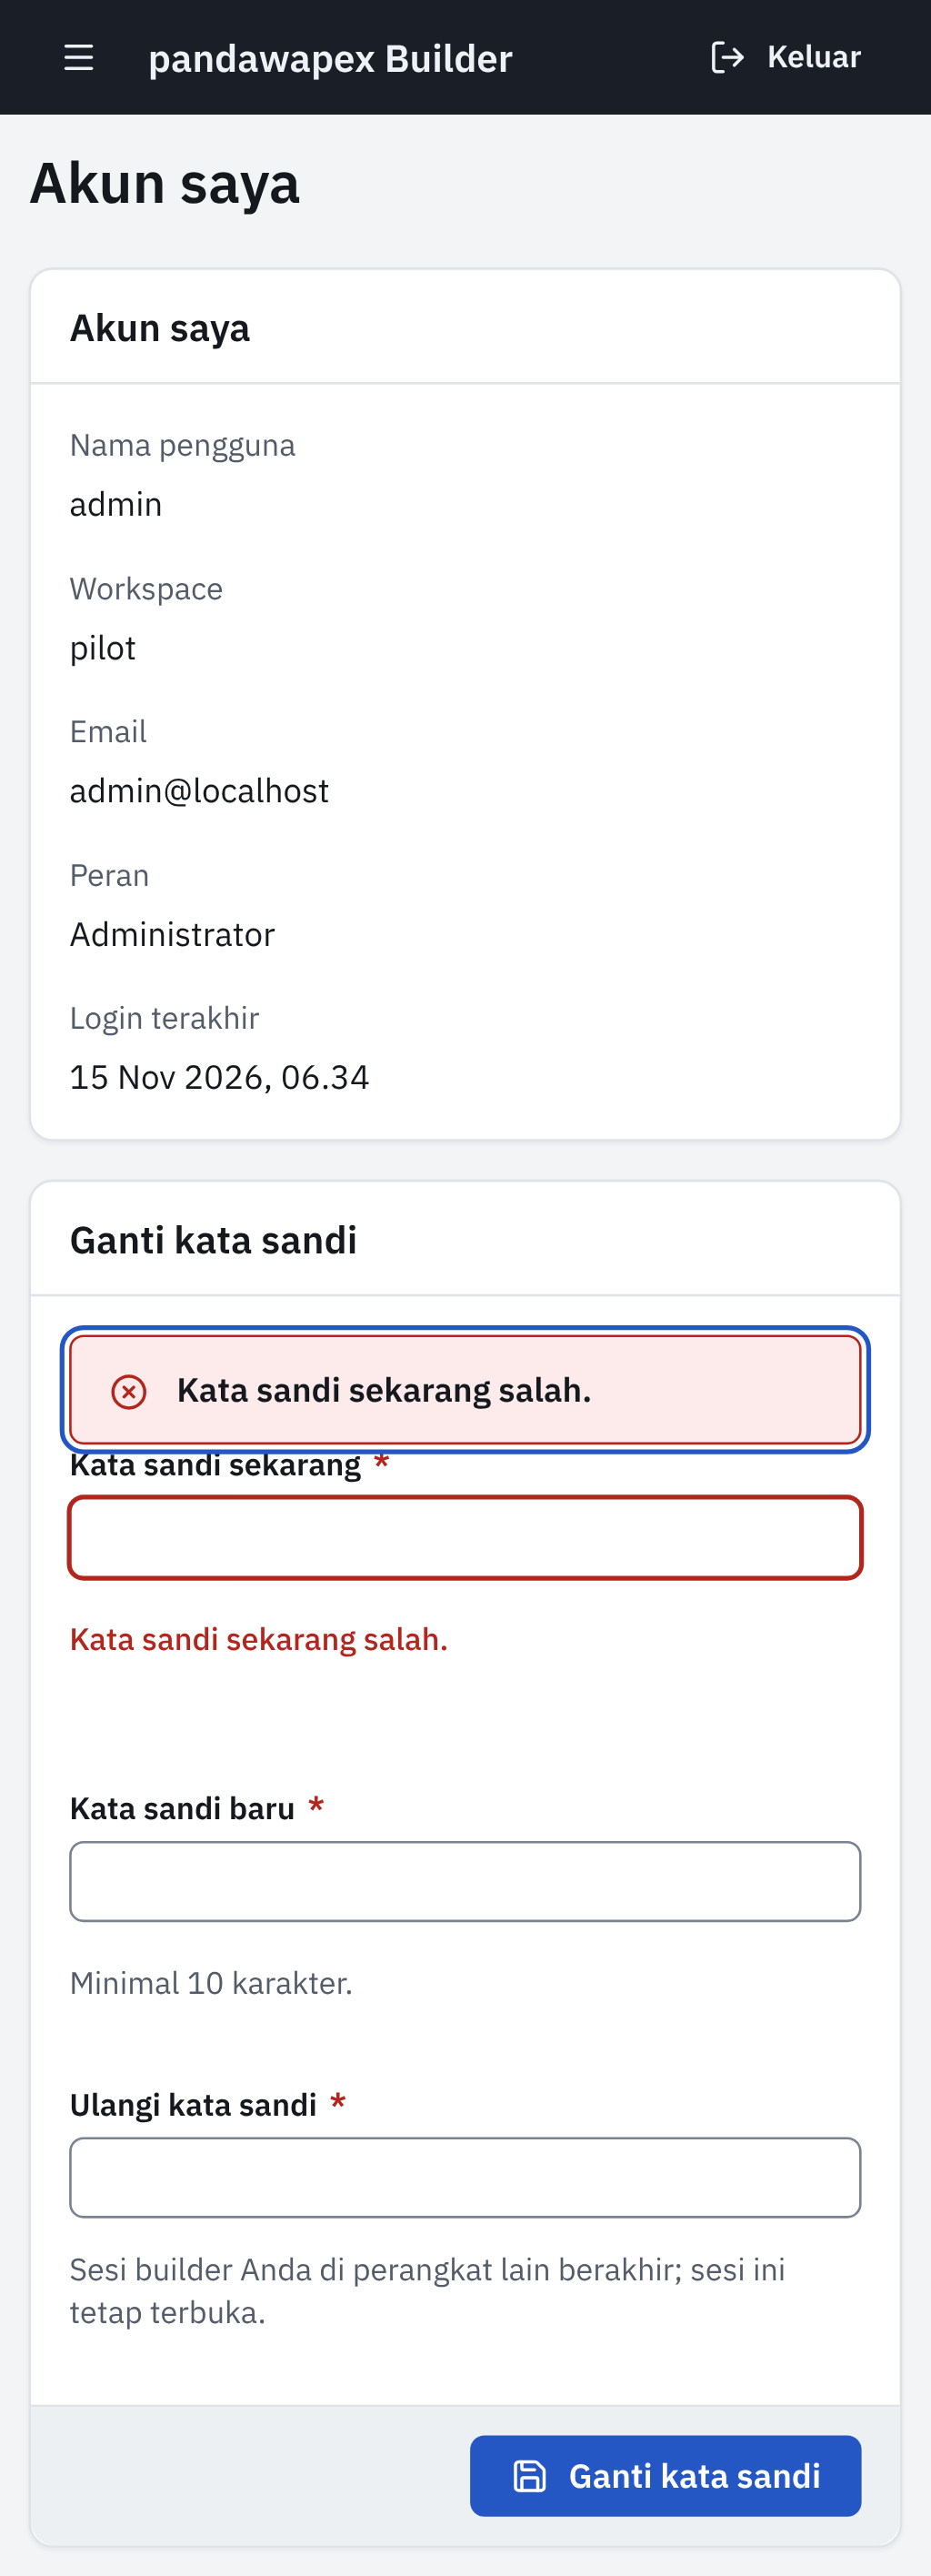 pandawapex Builder
Keluar
Akun saya
Akun saya
Nama pengguna
admin
Workspace
pilot
Email
admin@localhost
Peran
Administrator
Login terakhir
15 Nov 2026, 06.34
Ganti kata sandi
Kata sandi sekarang salah.
Kata sandi sekarang *
Kata sandi sekarang salah.
Kata sandi baru *
Minimal 10 karakter.
Ulangi kata sandi *
Sesi builder Anda di perangkat lain berakhir; sesi ini
tetap terbuka.
Ganti kata sandi